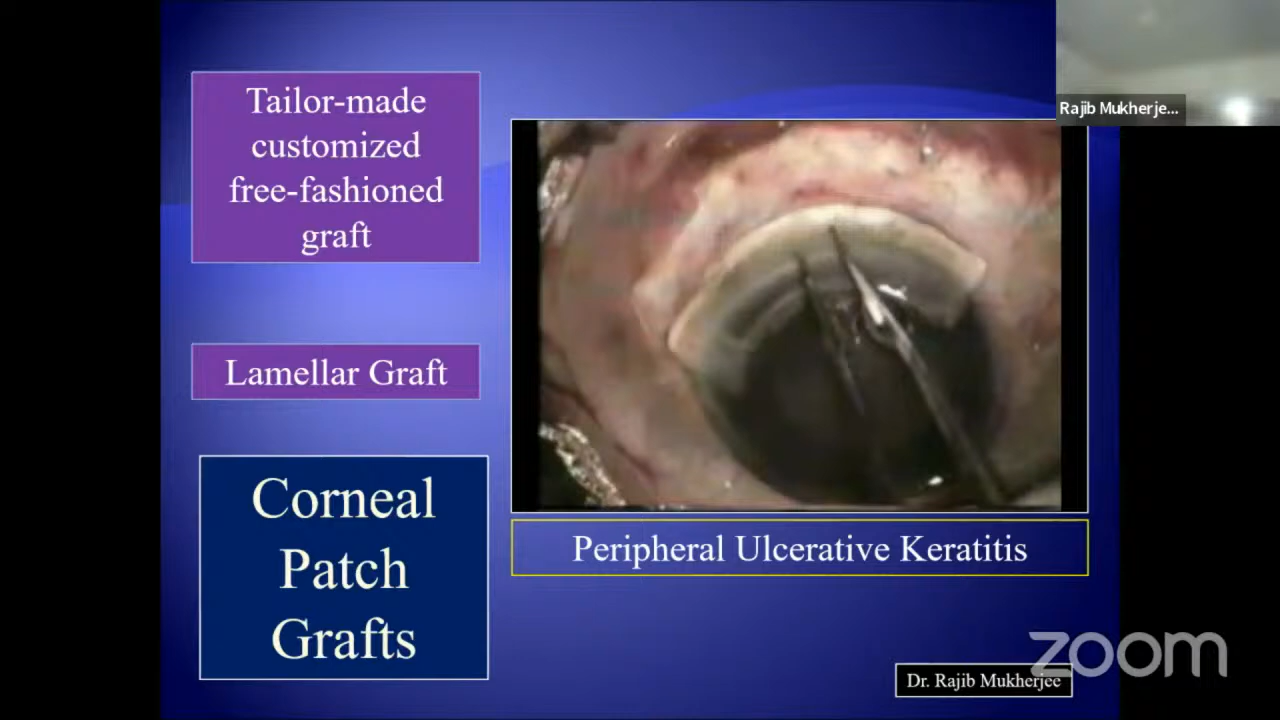 Tailor-made
customized
free-fashioned
graft
Rajib Mukherje...
Lamellar Graft
Corneal
Patch
Grafts
Peripheral Ulcerative Keratitis
zoom
Dr. Rajib Mukherjee